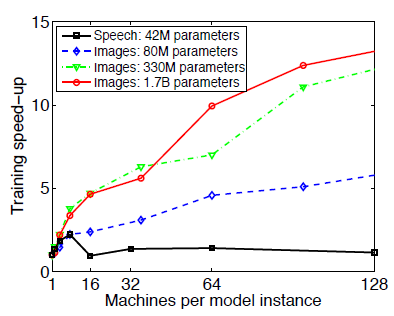 15
10
5
0
Training speed-up
Speech: 42M parameters
Images: 80M parameters
Images: 330M parameters
Images: 1.7B parameters
1 16 32 64 128
Machines per model instance